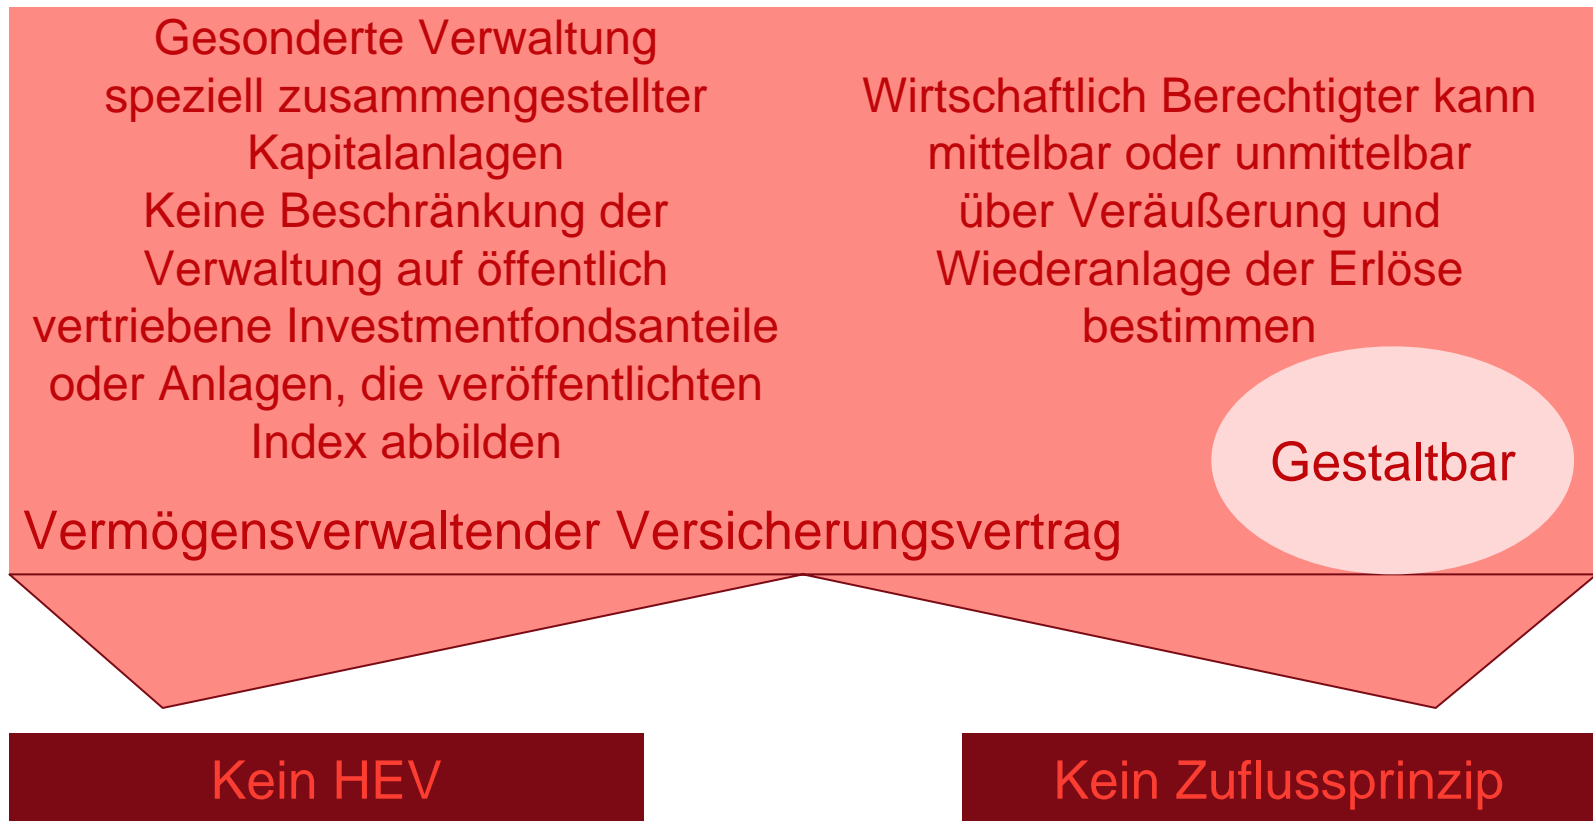 Gesonderte Verwaltung
speziell zusammengestellter
Kapitalanlagen
Keine Beschränkung der
Verwaltung auf öffentlich
vertriebene Investmentfondsanteile
oder Anlagen, die veröffentlichten
Index abbilden
Wirtschaftlich Berechtigter kann
mittelbar oder unmittelbar
über Veräußerung und
Wiederanlage der Erlöse
bestimmen
Gestaltbar
Vermögensverwaltender Versicherungsvertrag
Kein HEV
Kein Zuflussprinzip